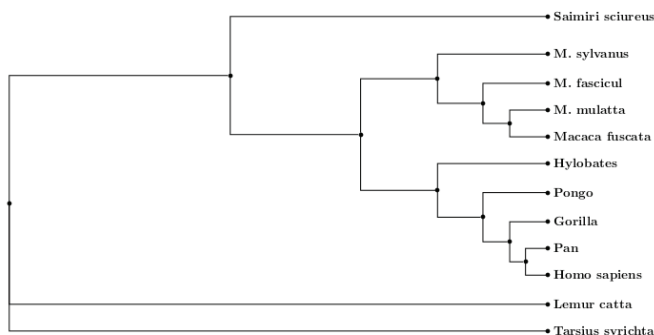 Saimiri sciureus
M. sylvanus
M. fascicul
M. mulatta
Macaca fuscata
Hylobates
Pongo
Gorilla
Pan
Homo sapiens
Lemur catta
Tarsius syrichta